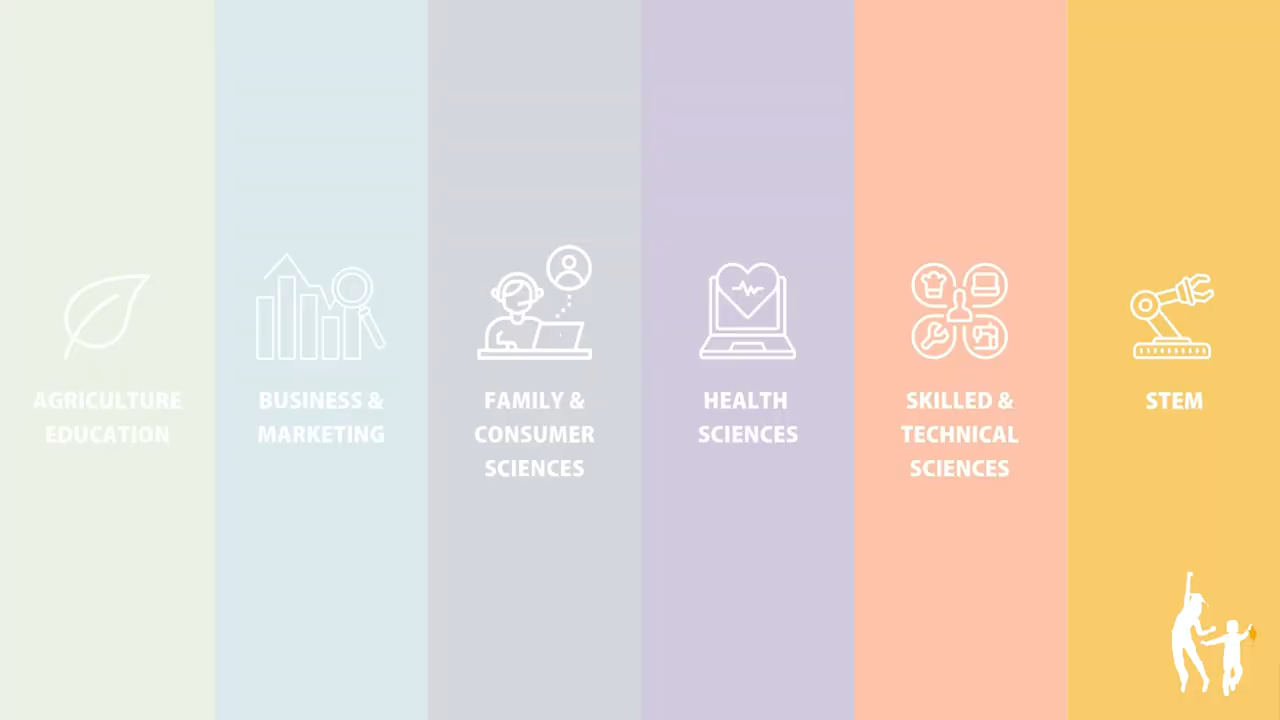 AGRICULTURE
EDUCATION
BUSINESS &
MARKETING
FAMILY &
CONSUMER
SCIENCES
HEALTH
SCIENCES
SKILLED &
TECHNICAL
SCIENCES
STEM